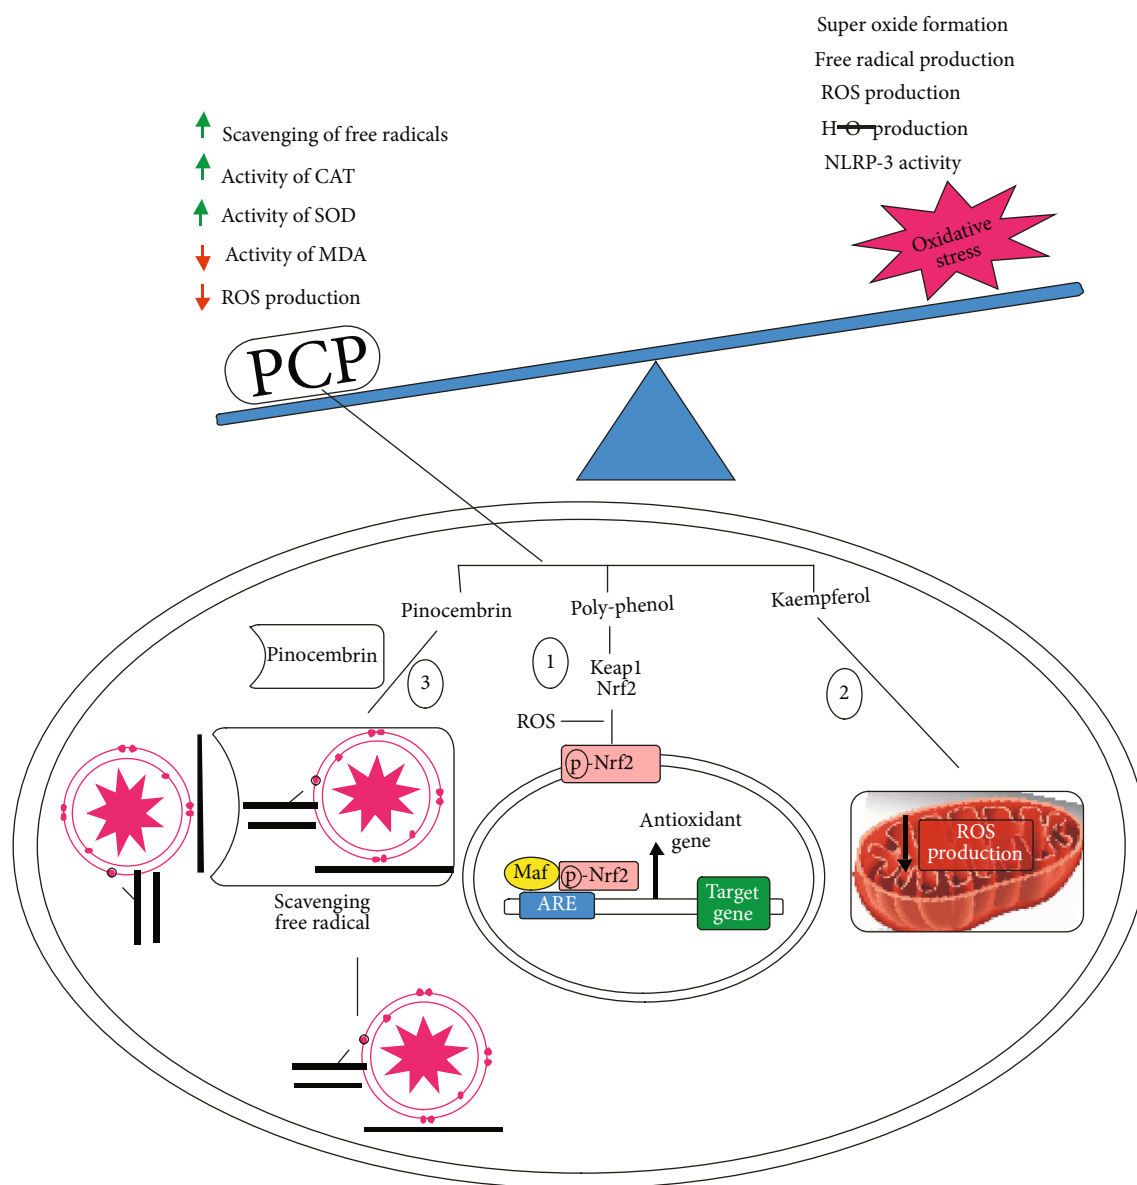 Super oxide formation
Free radical production
ROS production
H O production
NLRP-3 activity
Oxidative
stress
Scavenging of free radicals
Activity of CAT
Activity of SOD
Activity of MDA
ROS production
PCP
Pinocembrin
Poly-phenol
Kaempferol
Pinocembrin
3
1
Keap1
Nrf2
2
ROS
p-Nrf2
Antioxidant
gene
Maf
p-Nrf2
ARE
Target
gene
ROS
production
Scavenging
free radical